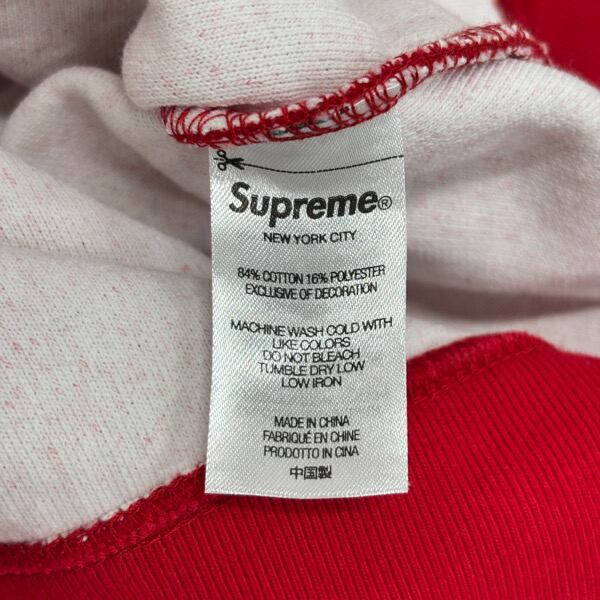 Supreme®
NEW YORK CITY
84% COTTON 16% POLYESTER
EXCLUSIVE OF DECORATION
MACHINE WASH COLD WITH
LIKE COLORS
DO NOT BLEACH
TUMBLE DRY LOW
LOW IRON
MADE IN CHINA
FABRIQUÉ EN CHINE
PRODOTTO IN CINA
中国製